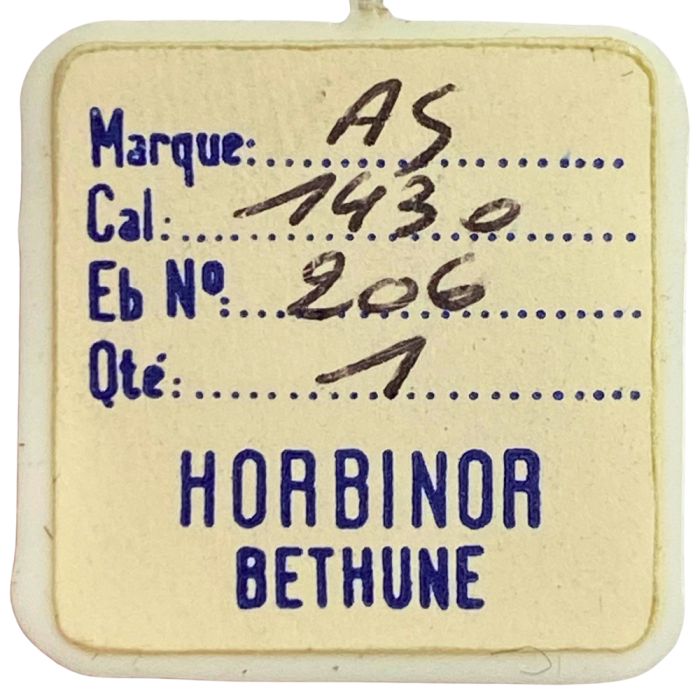 Marque: AS
Cal: 1430
Eb Nº: 206
Qté: 1
HORBINOR
BETHUNE